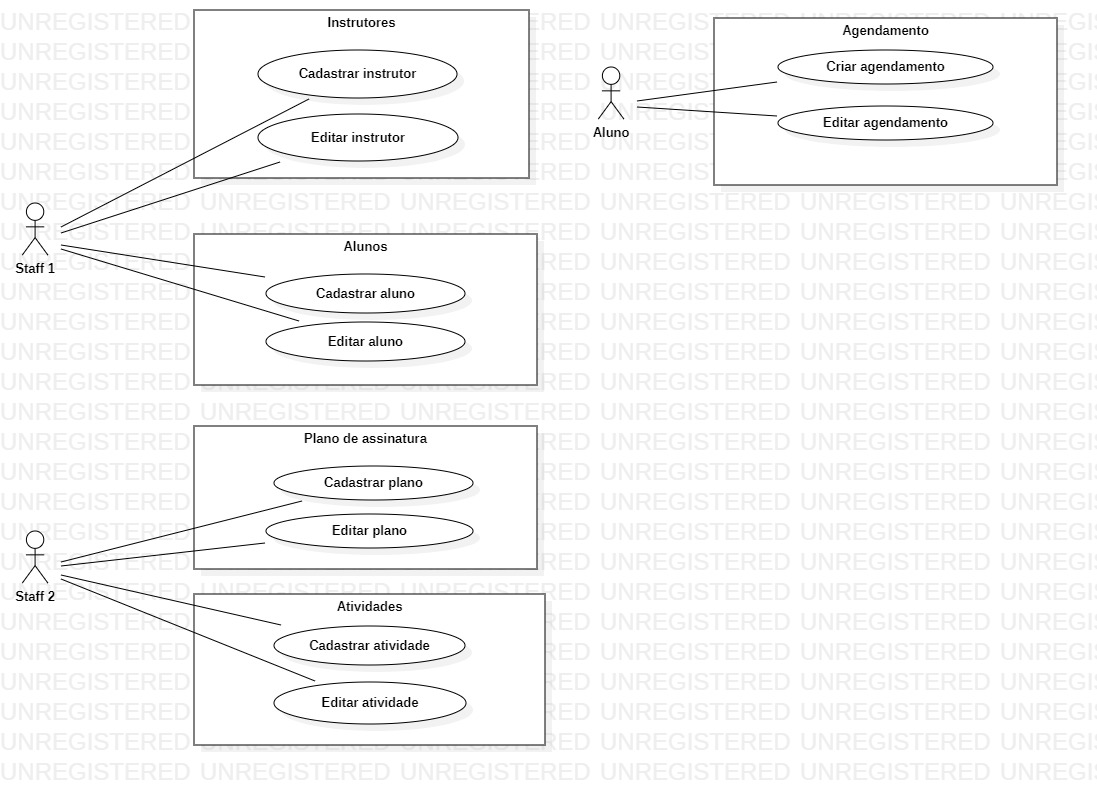 Instrutores
Cadastrar instrutor
Editar instrutor
Staff 1
Alunos
Cadastrar aluno
Editar aluno
Plano de assinatura
Cadastrar plano
Editar plano
Staff 2
Atividades
Cadastrar atividade
Editar atividade
Agendamento
Criar agendamento
Editar agendamento
Aluno
UNREGISTERED